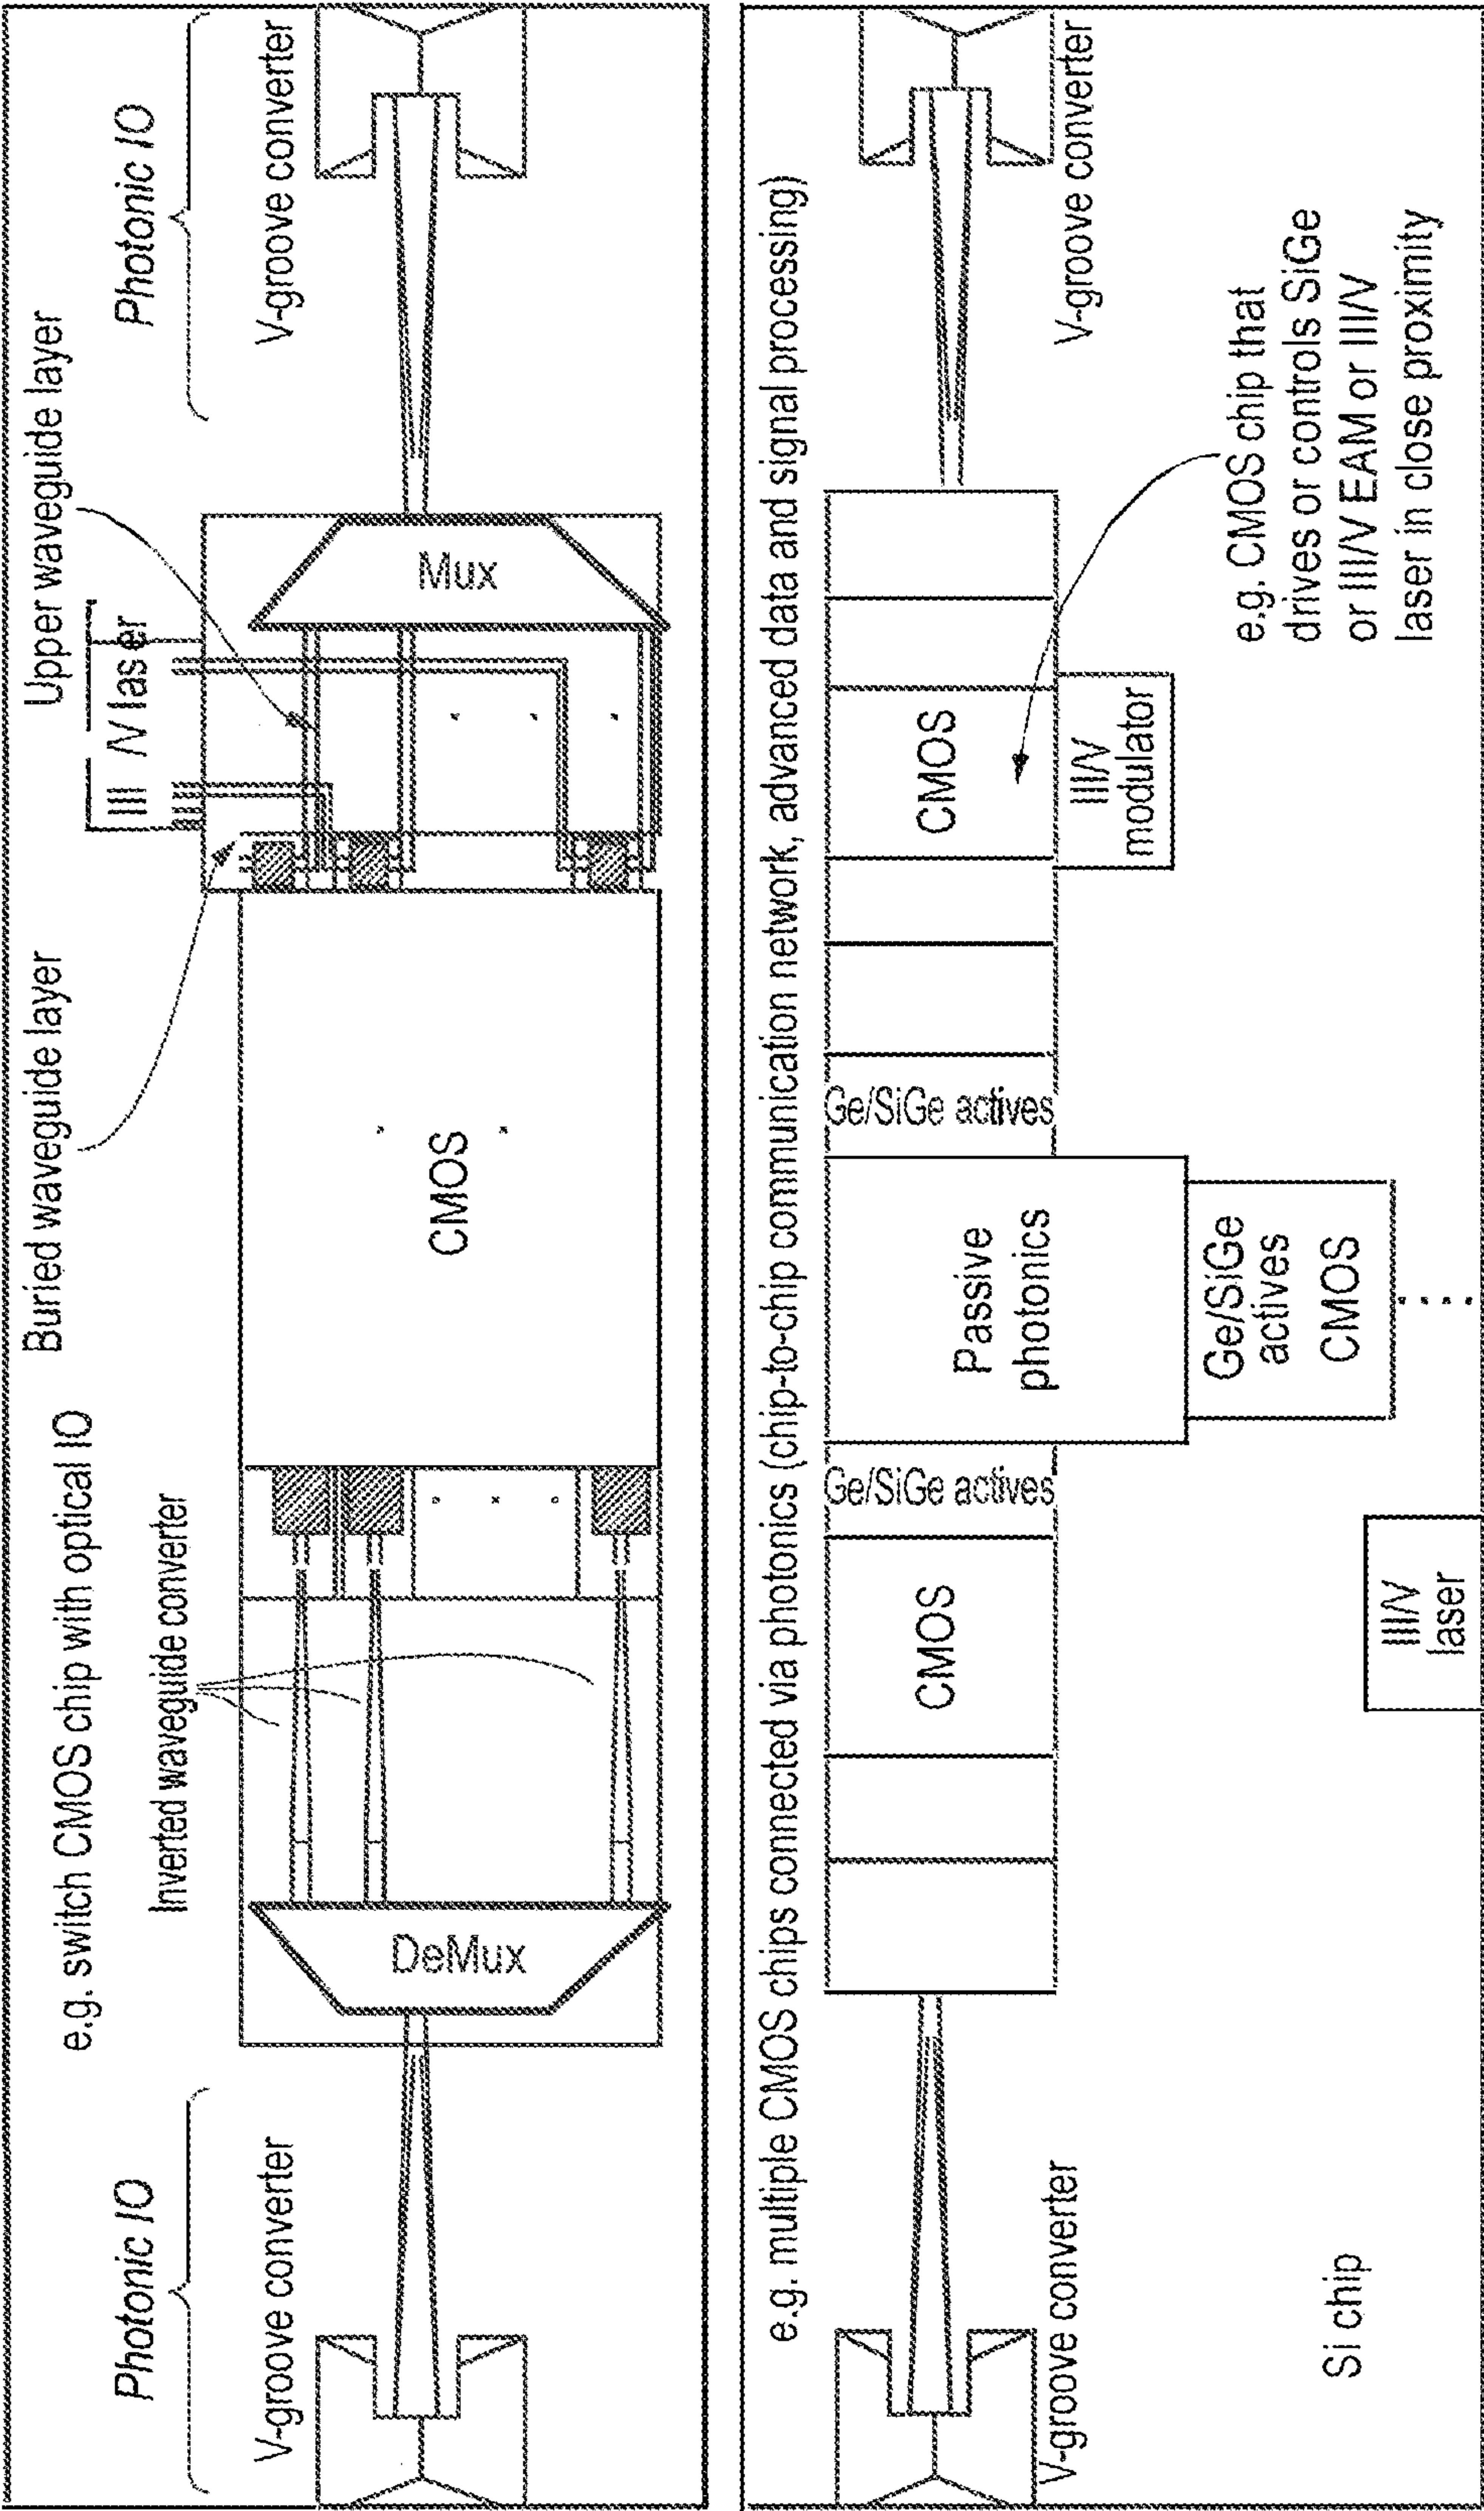 e.g. switch CMOS chip with optical IO
Buried waveguide layer
Upper waveguide layer
Photonic IO
V-groove converter
Inverted waveguide converter
III /V laser
Photonic IO
V-groove converter
DeMux
CMOS
Mux
e.g. multiple CMOS chips connected via photonics (chip-to-chip communication network, advanced data and signal processing)
V-groove converter
CMOS
Ge/SiGe actives
Passive
photonics
Ge/SiGe actives
CMOS
V-groove converter
III/V
modulator
Ge/SiGe
actives
CMOS
e.g. CMOS chip that
drives or controls SiGe
or III/V EAM or III/V
laser in close proximity
Si chip
III/V
laser